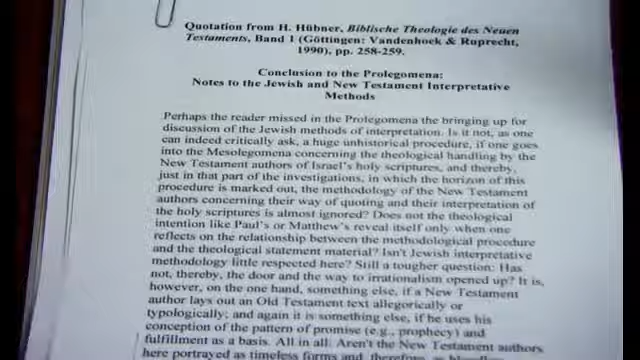 Quotation from H. Hübner, Biblische Theologie des Neuen
Testaments, Band 1 (Göttingen: Vandenhoek & Ruprecht,
1990), pp. 258-259.
Conclusion to the Prolegomena:
Notes to the Jewish and New Testament Interpretative
Methods
Perhaps the reader missed in the Protegomena the bringing up for
discussion of the Jewish methods of interpretation. Is it not, as one
can indeed critically ask, a huge unhistorical procedure, if one goes
into the Mesolegomena concerning the theological handling by the
New Testament authors of Israel's holy scriptures, and thereby,
just in that part of the investigations, in which the horizon of this
procedure is marked out, the methodology of the New Testament
authors concerning their way of quoting and their interpretation of
the holy scriptures is almost ignored? Does not the theological
intention like Paul's or Matthew's reveal itself only when one
reflects on the relationship between the methodological procedure
and the theological statement material? Isn't Jewish interpretative
methodology little respected here? Still a tougher question: Has
not, thereby, the door and the way to irrationalism opened up? It is,
however, on the one hand, something else, if a New Testament
author lays out an Old Testament text allegorically or
typologically; and again it is something else, if he uses his
conception of the pattern of promise (e.g., prophecy) and
fulfillment as a basis. All in all. Aren't the New Testament authors
here portrayed as timeless forms and, therefore, as